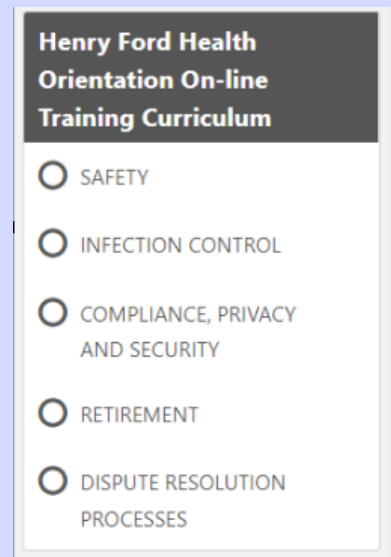 Henry Ford Health
Orientation On-line
Training Curriculum
SAFETY
INFECTION CONTROL
COMPLIANCE, PRIVACY
AND SECURITY
RETIREMENT
DISPUTE RESOLUTION
PROCESSES